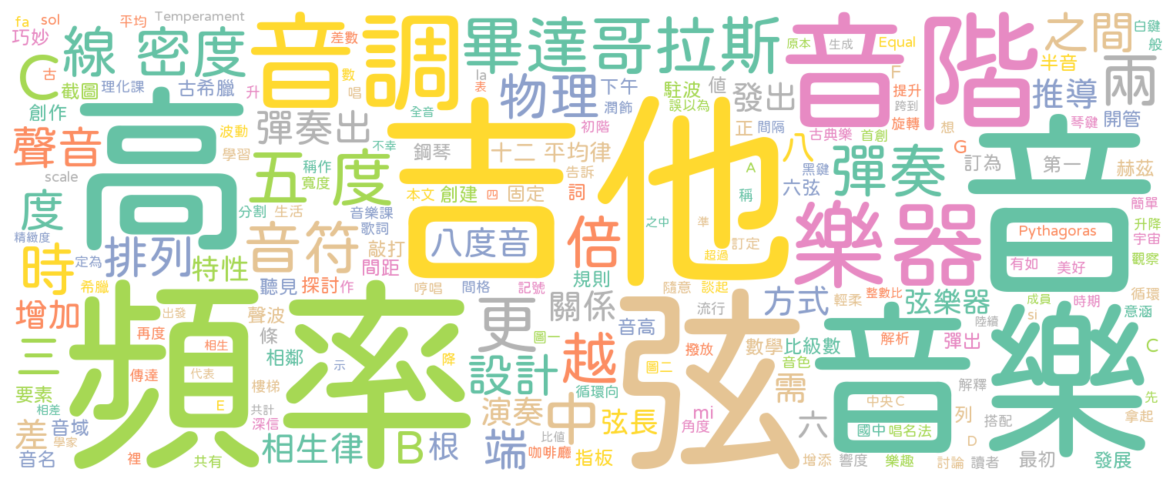 fa
sol
平均
Temperament
巧妙
線
密度
音調
差數
畢達哥拉斯
音階
之間
白鍵
般
Equal
C
古
截圖
理化課
古希臘
升
數
唱
la
表
物理
下午
潤飾
駐波
值
誤以為
發出
原本
生成
F
提升
跨到
旋轉
推導
半音
兩
琴鍵
開管
創作
波動
高
彈奏出
全音
初階
吉他
正
間隔
古典樂
首創
想
聲音
scale
學習
五度
稱作
寬度
不幸
鋼琴
十二
平均律
告訴
八
A
黑鍵
六弦
稱
彈奏
G
訂為
第一
赫茲
音
度
分割
生活
本文
創建
四
固定
詞
簡單
精緻度
音樂課
歌詞
之中
準
樂器
Pythagoras
升降
宇宙
時
定為
排列
特性
音符
敲打
八度音
倍
訂定
超過
有如
美好
觀察
希臘
聽見
探討
間距
作
哼唱
間格
記號
規則
隨意
談起
方式
輕柔
整數比
弦樂器
成員
時期
循環
增加
出發
頻率
聲波
條
更
關係
圖一
音高
弦
流行
音樂
si
陸續
意涵
再度
相生
三
傳達
代表
相鄰
示
降
設計
越
圖二
撥放
數學
比級數
音色
解析
彈出
C
要素
樓梯
循環向
需
解釋
先
相差
E
共計
深信
演奏
中
弦長
mi
角度
中央C
列
搭配
拿起
差
音域
學家
音名
裡
共有
相生律
B
根
端
比值
咖啡廳
指板
六
增添
響度
國中
唱名法
樂趣
D
討論
讀者
最初
發展